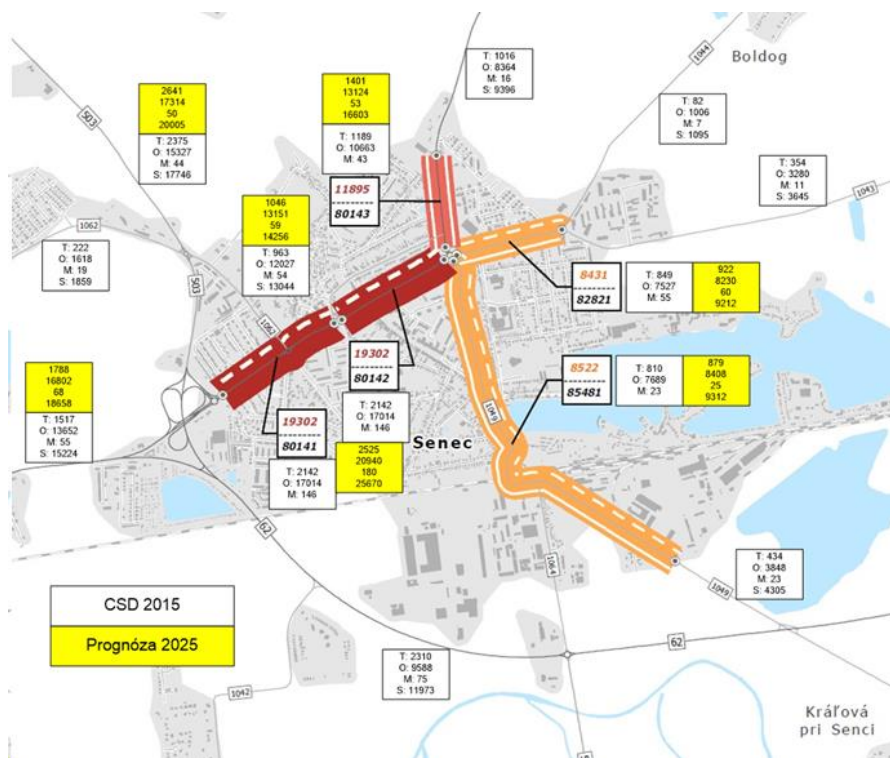 Boldog
1044
T: 1016
O: 8364
M: 16
S: 9396
1401
13124
53
16603
T: 1189
O: 10663
M: 43
2641
17314
50
20005
T: 2375
O: 15327
M: 44
S: 17746
503
T: 82
O: 1006
M: 7
S: 1095
T: 354
O: 3280
M: 11
S: 3645
1043
11895
80143
1046
13151
59
14256
T: 963
O: 12027
M: 54
S: 13044
1062
T: 222
O: 1618
M: 19
S: 1859
503
8431
82821
T: 849
O: 7527
M: 55
922
8230
60
9212
1062
19302
80142
8522
85481
T: 810
O: 7689
M: 23
879
8408
25
9312
1788
16802
68
18658
T: 1517
O: 13652
M: 55
S: 15224
T: 2142
O: 17014
M: 146
1049
19302
80141
Senec
T: 2142
O: 17014
M: 146
2525
20940
180
25670
62
1064
T: 434
O: 3848
M: 23
S: 4305
1049
CSD 2015
Prognóza 2025
62
T: 2310
O: 9588
M: 75
S: 11973
1042
Kráľová
pri Senci